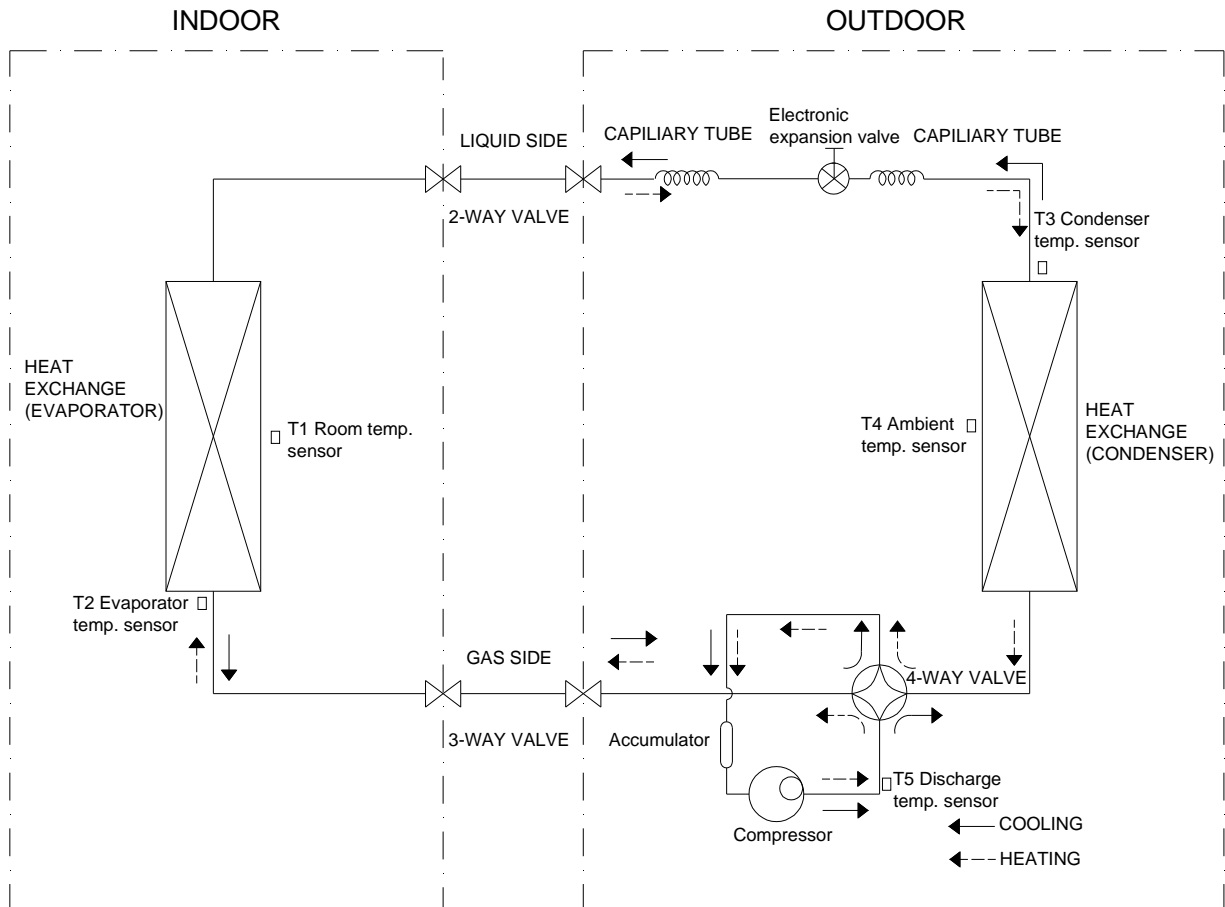 INDOOR
OUTDOOR
LIQUID SIDE
2-WAY VALVE
CAPILIARY TUBE
Electronic
expansion valve
CAPILIARY TUBE
T3 Condenser
temp. sensor
HEAT
EXCHANGE
(EVAPORATOR)
T1 Room temp.
sensor
T4 Ambient
temp. sensor
HEAT
EXCHANGE
(CONDENSER)
T2 Evaporator
temp. sensor
GAS SIDE
3-WAY VALVE
4-WAY VALVE
Accumulator
Compressor
T5 Discharge
temp. sensor
COOLING
HEATING